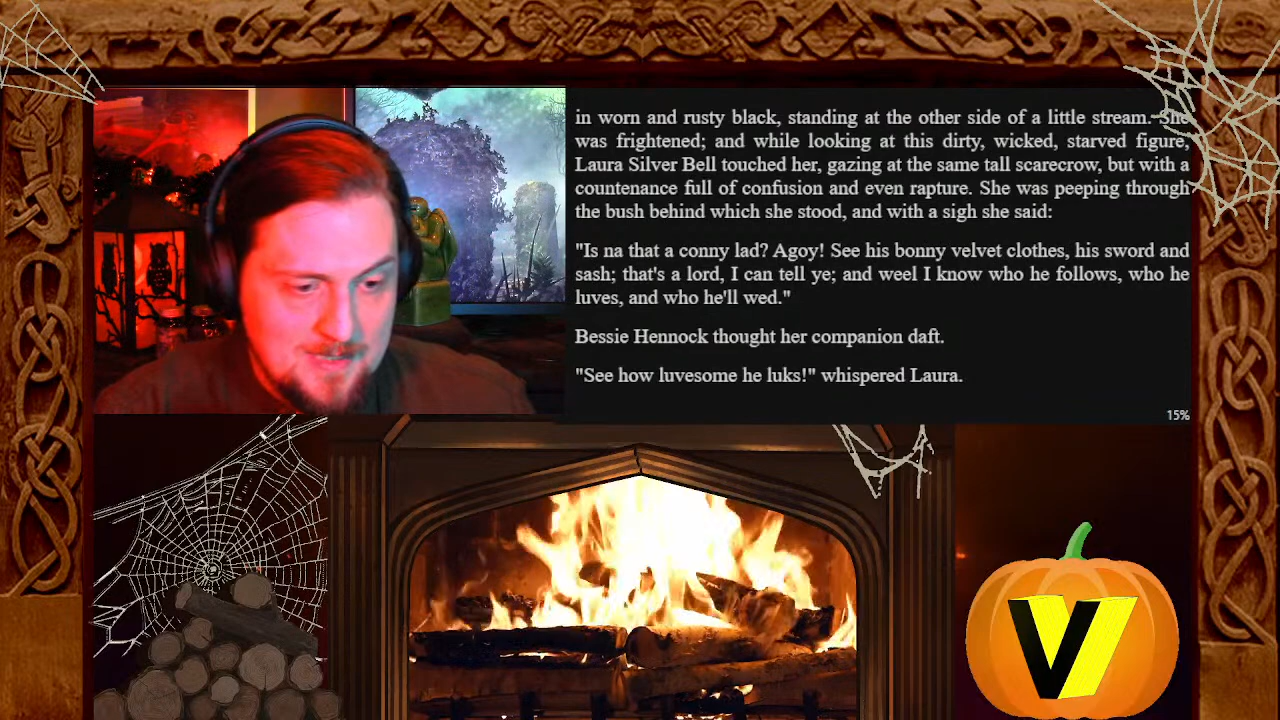 in worn and rusty black, standing at the other side of a little stream. She
was frightened; and while looking at this dirty, wicked, starved figure,
Laura Silver Bell touched her, gazing at the same tall scarecrow, but with a
countenance full of confusion and even rapture. She was peeping through
the bush behind which she stood, and with a sigh she said:
"Is na that a conny lad? Agoy! See his bonny velvet clothes, his sword and
sash; that's a lord, I can tell ye; and weel I know who he follows, who he
luves, and who he'll wed."
Bessie Hennock thought her companion daft.
"See how luvesome he luks!" whispered Laura.
15%
V